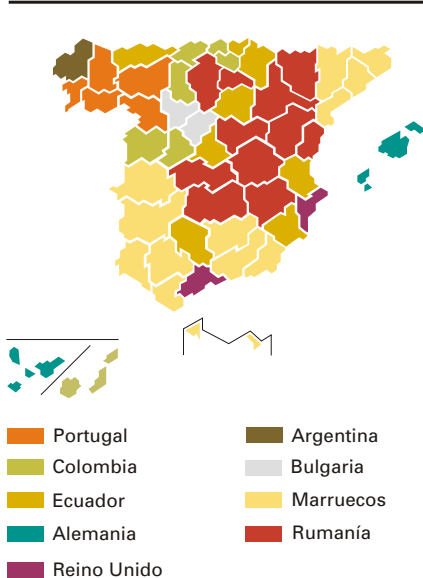 Portugal
Colombia
Ecuador
Alemania
Reino Unido
Argentina
Bulgaria
Marruecos
Rumanía